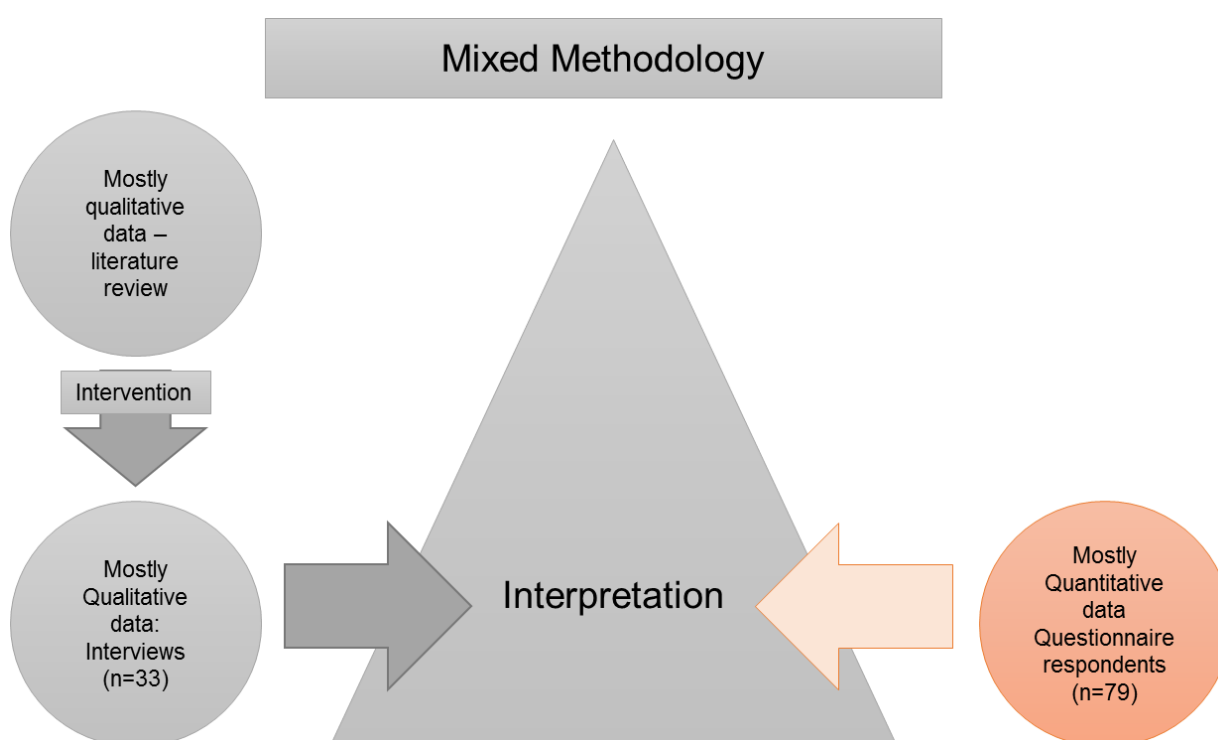 Mixed Methodology
Mostly
qualitative
data –
literature
review
Intervention
Mostly
Qualitative
data:
Interviews
(n=33)
Interpretation
Mostly
Quantitative
data
Questionnaire
respondents
(n=79)